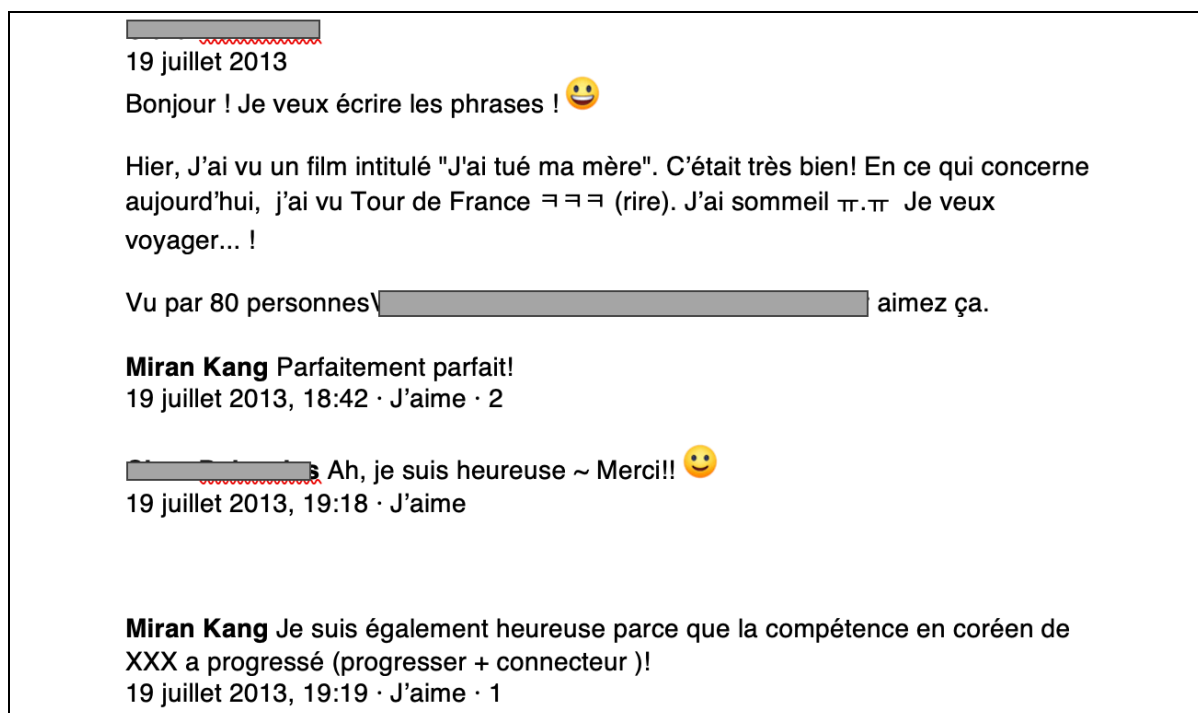 19 juillet 2013
Bonjour ! Je veux écrire les phrases ! 😀
Hier, J’ai vu un film intitulé "J'ai tué ma mère". C’était très bien! En ce qui concerne
aujourd’hui, j’ai vu Tour de France ㅋㅋㅋ (rire). J’ai sommeil ㅠ.ㅠ Je veux
voyager... !
Vu par 80 personnes\ aimez ça.
Miran Kang Parfaitement parfait!
19 juillet 2013, 18:42 · J’aime · 2
Ah, je suis heureuse ~ Merci!! 🙂
19 juillet 2013, 19:18 · J’aime
Miran Kang Je suis également heureuse parce que la compétence en coréen de
XXX a progressé (progresser + connecteur )!
19 juillet 2013, 19:19 · J’aime · 1